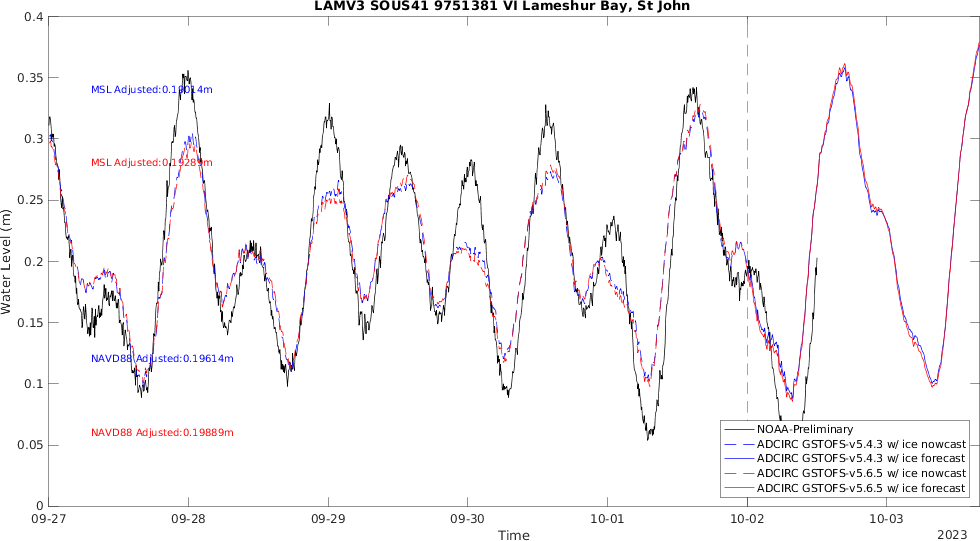 LAMV3 SOUS41 9751381 VI Lameshur Bay, St John
0.4
0.35
0.3
0.25
0.2
0.15
0.1
0.05
0
Water Level (m)
MSL Adjusted:0.19014m
MSL Adjusted:0.19289m
NAVD88 Adjusted:0.19614m
NAVD88 Adjusted:0.19889m
NOAA-Preliminary
ADCIRC GSTOFS-v5.4.3 w/ ice nowcast
ADCIRC GSTOFS-v5.4.3 w/ ice forecast
ADCIRC GSTOFS-v5.6.5 w/ ice nowcast
ADCIRC GSTOFS-v5.6.5 w/ ice forecast
09-27 09-28 09-29 09-30 10-01 10-02 10-03
Time
2023